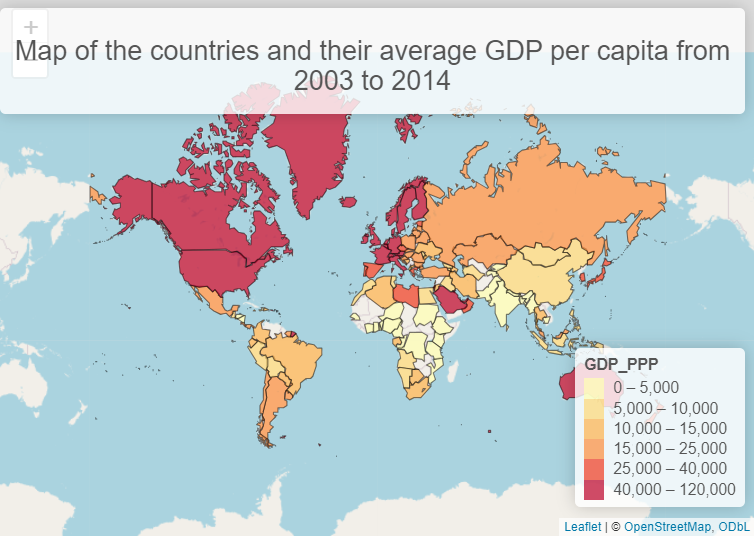 +
Map of the countries and their average GDP per capita from
2003 to 2014
GDP_PPP
0 – 5,000
5,000 – 10,000
10,000 – 15,000
15,000 – 25,000
25,000 – 40,000
40,000 – 120,000
Leaflet | © OpenStreetMap, ODbL